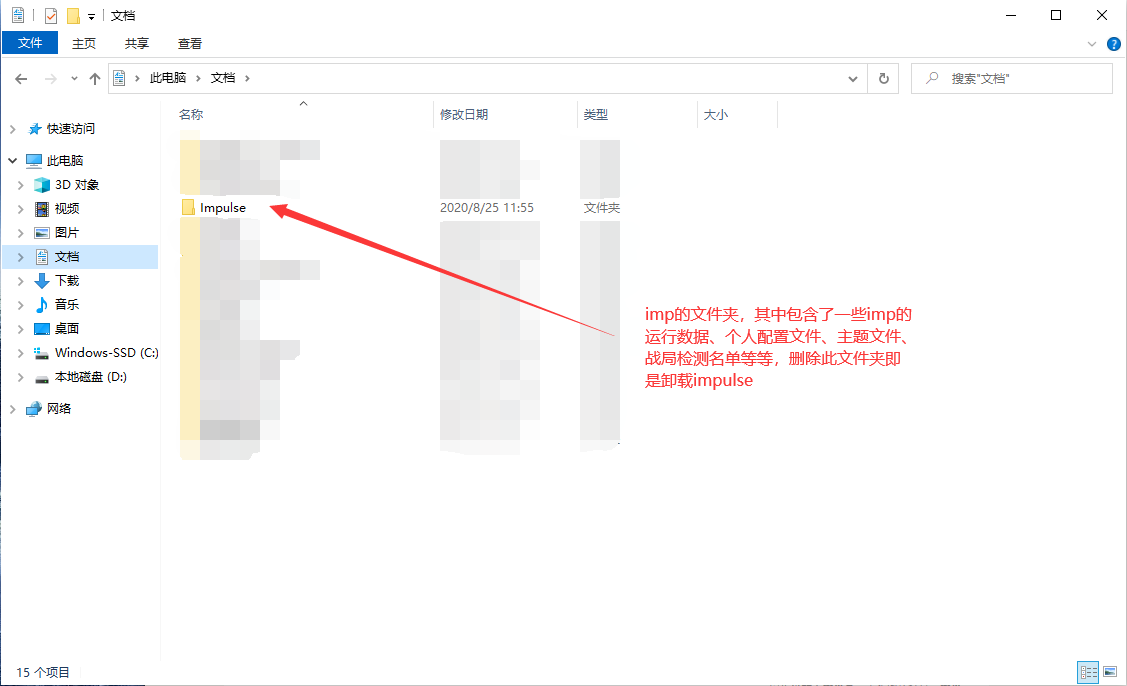 文档
文件 主页 共享 查看
此电脑 文档 搜索"文档"
名称 修改日期 类型 大小
快速访问
此电脑
3D 对象
视频
Impulse 2020/8/25 11:55 文件夹
图片
文档
下载
音乐
桌面
Windows-SSD (C:)
本地磁盘 (D:)
网络
imp的文件夹，其中包含了一些imp的
运行数据、个人配置文件、主题文件、
战局检测名单等等，删除此文件夹即
是卸载impulse
15 个项目